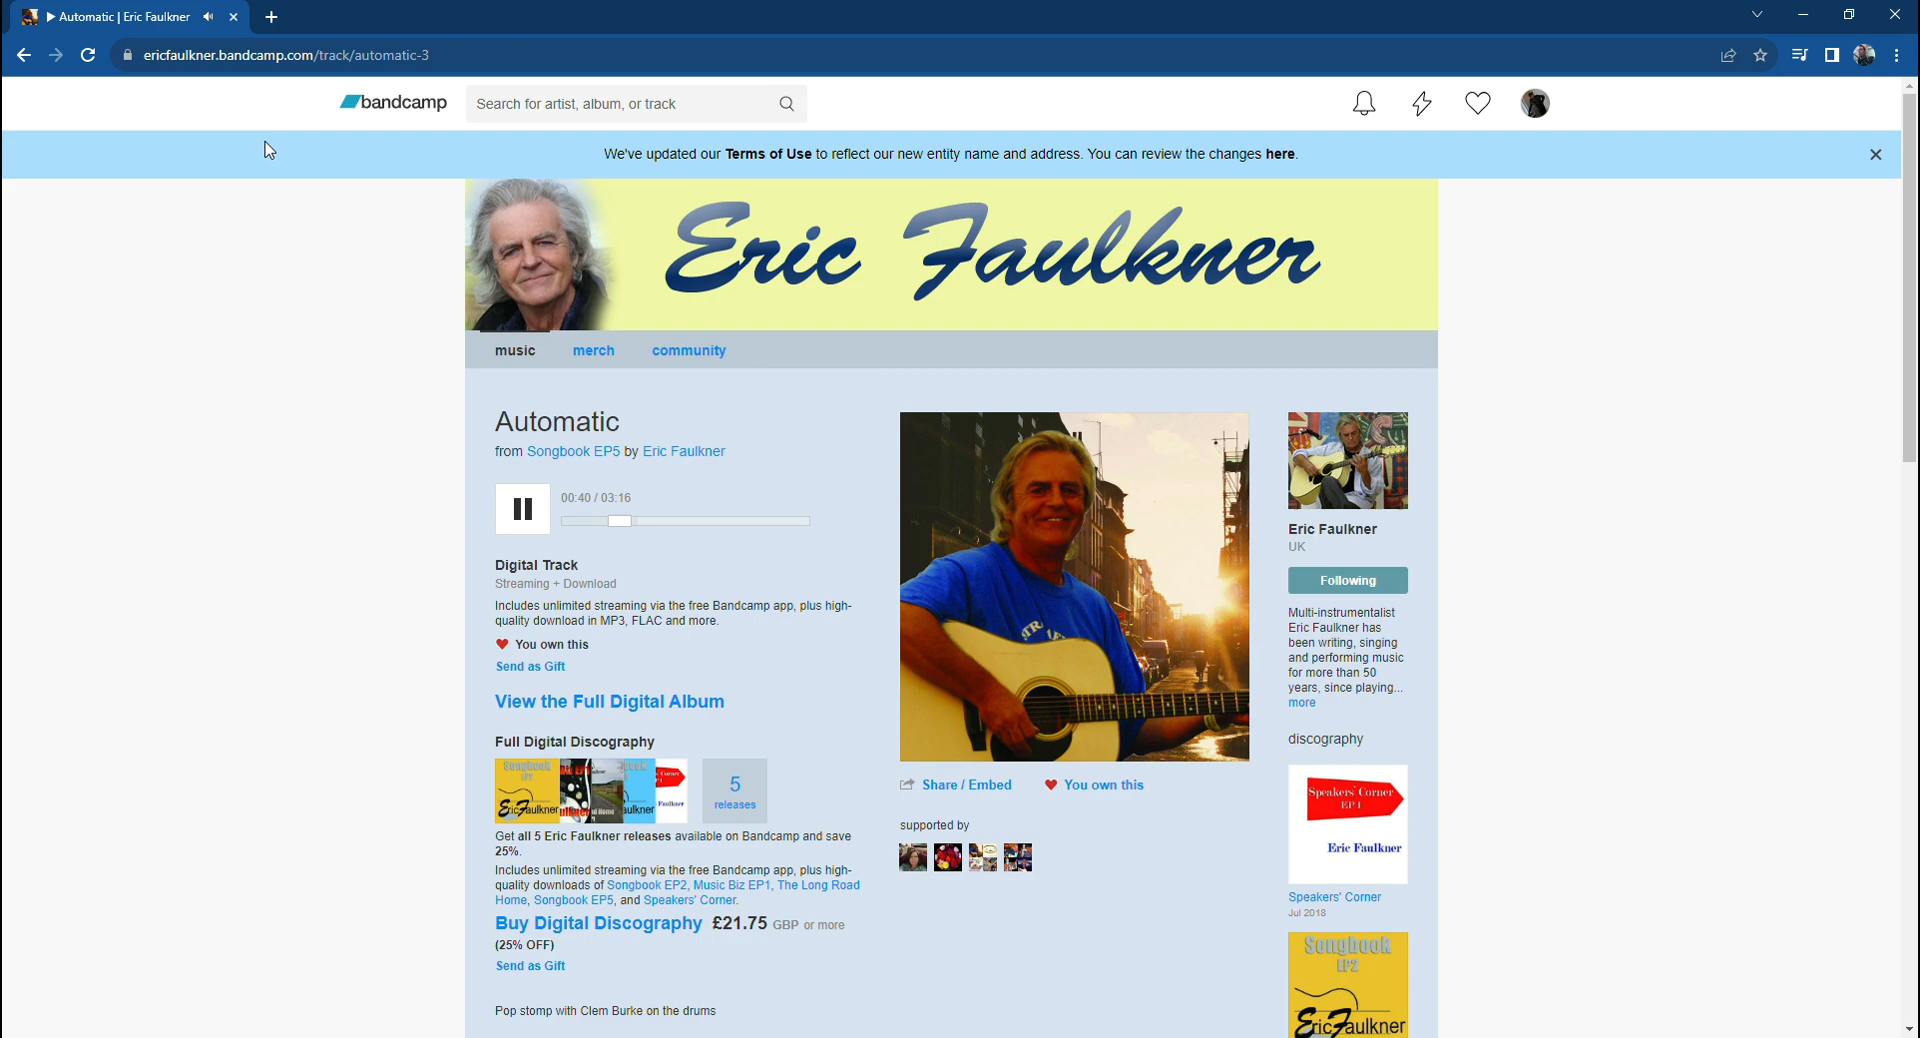 Automatic | Eric Faulkner
ericfaulkner.bandcamp.com/track/automatic-3
bandcamp
Search for artist, album, or track
We've updated our Terms of Use to reflect our new entity name and address. You can review the changes here.
Eric Faulkner
music merch community
Automatic
from Songbook EP5 by Eric Faulkner
00:40 / 03:16
Digital Track
Streaming + Download
Includes unlimited streaming via the free Bandcamp app, plus high-
quality download in MP3, FLAC and more.
You own this
Send as Gift
View the Full Digital Album
Full Digital Discography
Songbook
EricFaulkner
Corner
Faulkner
5
releases
Get all 5 Eric Faulkner releases available on Bandcamp and save
25%.
Includes unlimited streaming via the free Bandcamp app, plus high-
quality downloads of Songbook EP2, Music Biz EP1, The Long Road
Home, Songbook EP5, and Speakers' Corner.
Buy Digital Discography £21.75 GBP or more
(25% OFF)
Send as Gift
Pop stomp with Clem Burke on the drums
Share / Embed
You own this
supported by
Eric Faulkner
UK
Following
Multi-instrumentalist
Eric Faulkner has
been writing, singing
and performing music
for more than 50
years, since playing...
more
discography
Speakers' Corner
EP 1
Eric Faulkner
Speakers' Corner
Jul 2018
Songbook
EP2
EricFaulkner